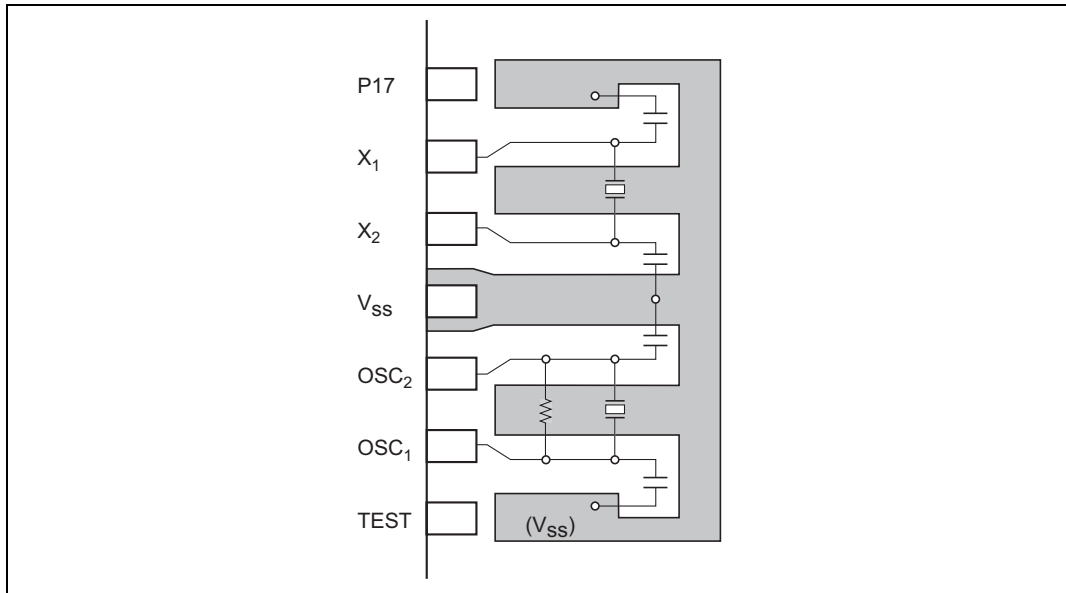 P17
X1
X2
Vss
OSC2
OSC1
TEST
(Vss)